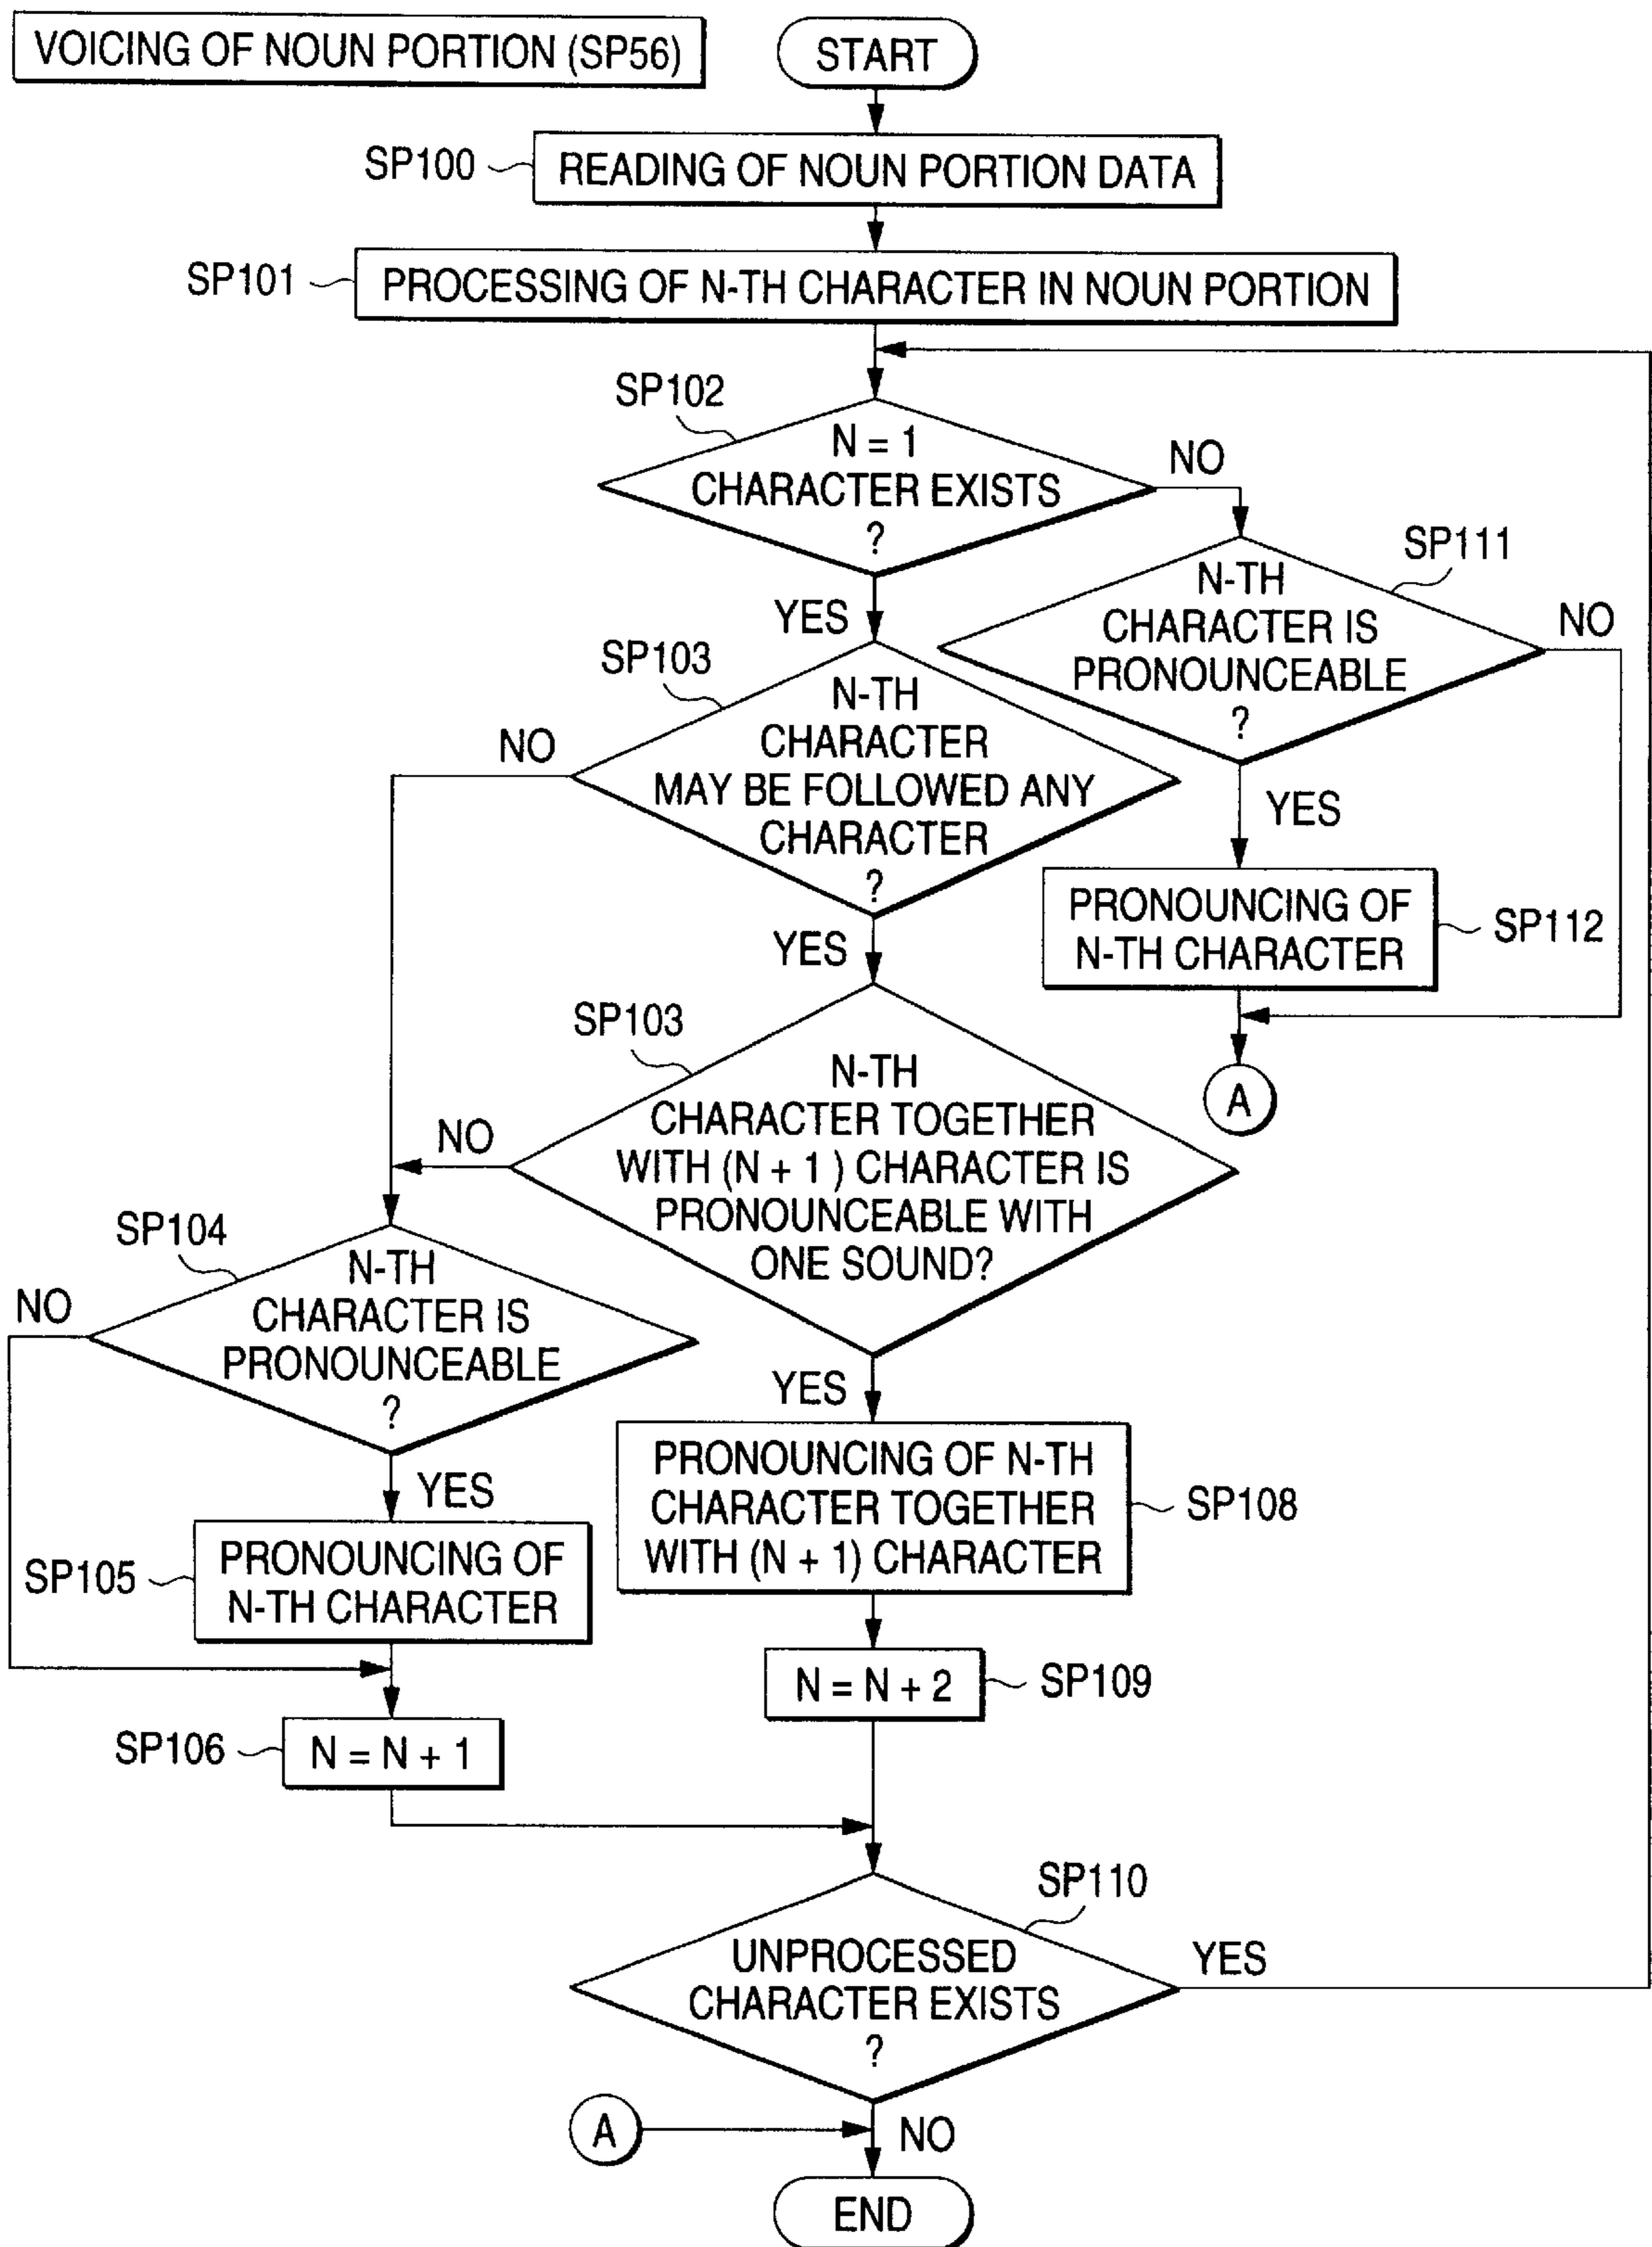 VOICING OF NOUN PORTION (SP56)
START
SP100
READING OF NOUN PORTION DATA
SP101
PROCESSING OF N-TH CHARACTER IN NOUN PORTION
SP102
N = 1
CHARACTER EXISTS
?
NO
YES
SP111
N-TH
CHARACTER IS
PRONOUNCEABLE
?
NO
YES
SP103
N-TH
CHARACTER
MAY BE FOLLOWED ANY
CHARACTER
?
NO
YES
PRONOUNCING OF
N-TH CHARACTER
SP112
A
SP103
N-TH
CHARACTER TOGETHER
WITH (N + 1 ) CHARACTER IS
PRONOUNCEABLE WITH
ONE SOUND?
NO
YES
SP104
N-TH
CHARACTER IS
PRONOUNCEABLE
?
NO
YES
PRONOUNCING OF N-TH
CHARACTER TOGETHER
WITH (N + 1) CHARACTER
SP108
SP105
PRONOUNCING OF
N-TH CHARACTER
N = N + 2
SP109
SP106
N = N + 1
SP110
UNPROCESSED
CHARACTER EXISTS
?
YES
A
NO
END